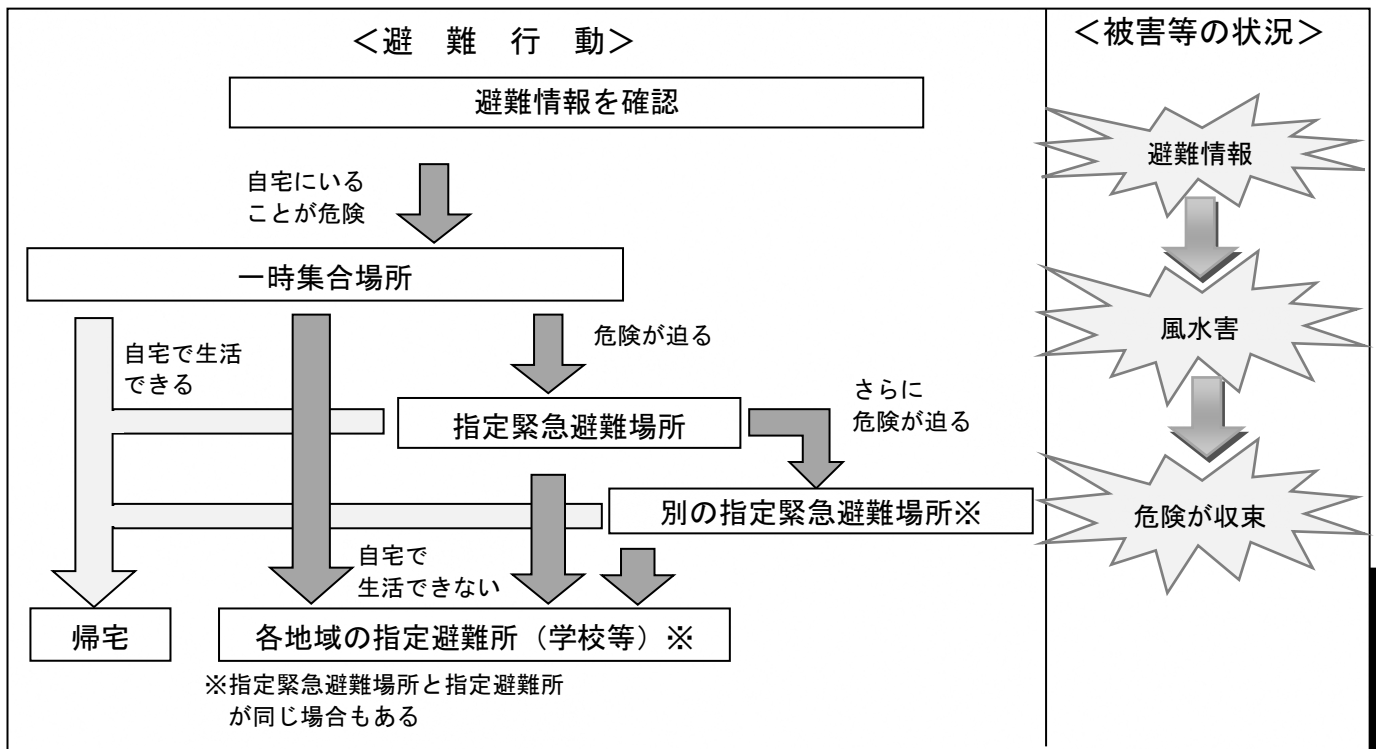 ＜避　難　行　動＞
避難情報を確認
自宅にいる
ことが危険
一時集合場所
自宅で生活
できる
危険が迫る
指定緊急避難場所
さらに
危険が迫る
別の指定緊急避難場所※
自宅で
生活できない
帰宅
各地域の指定避難所（学校等）※
※指定緊急避難場所と指定避難所
が同じ場合もある
＜被害等の状況＞
避難情報
風水害
危険が収束